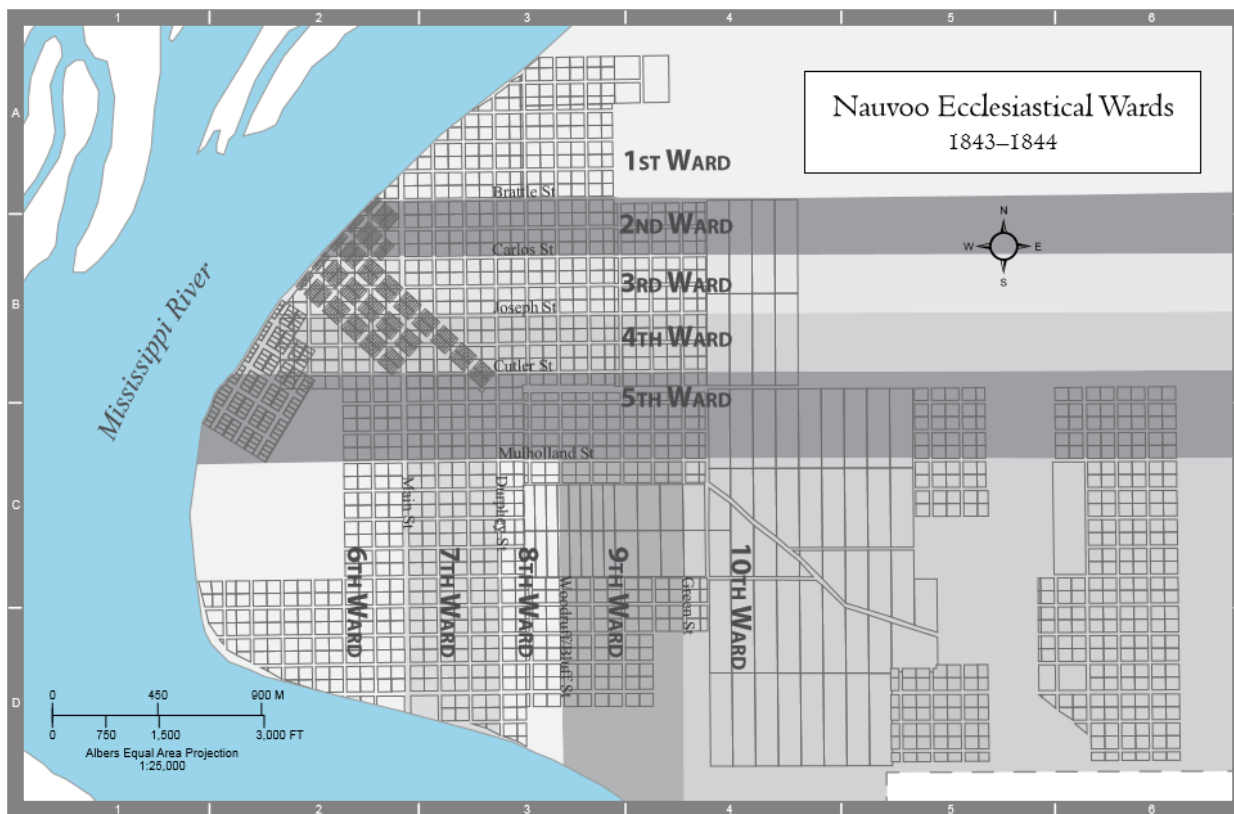 1 2 3 4 5 6
A
Nauvoo Ecclesiastical Wards
1843–1844
1ST WARD
Brattle St
2ND WARD
N
W E
S
Carlos St
Mississippi River
B
3RD WARD
Joseph St
4TH WARD
Cutler St
5TH WARD
Mulholland St
C
Main St
Durphey St
6TH WARD
7TH WARD
8TH WARD
9TH WARD
10TH WARD
Woodruff/Bluff St
Green St
D
0 450 900 M
0 750 1,500 3,000 FT
Albers Equal Area Projection
1:25,000
1 2 3 4 5 6